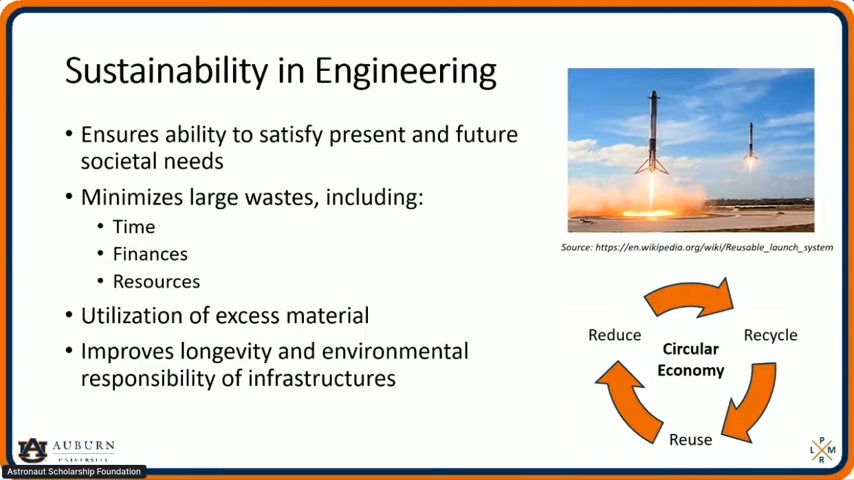 Sustainability in Engineering
• Ensures ability to satisfy present and future
societal needs
• Minimizes large wastes, including:
• Time
• Finances
• Resources
• Utilization of excess material
• Improves longevity and environmental
responsibility of infrastructures
Source: https://en.wikipedia.org/wiki/Reusable_launch_system
Reduce
Recycle
Circular
Economy
Reuse
AU
AUBURN
UNIVERSITY
Astronaut Scholarship Foundation
P
L M
R